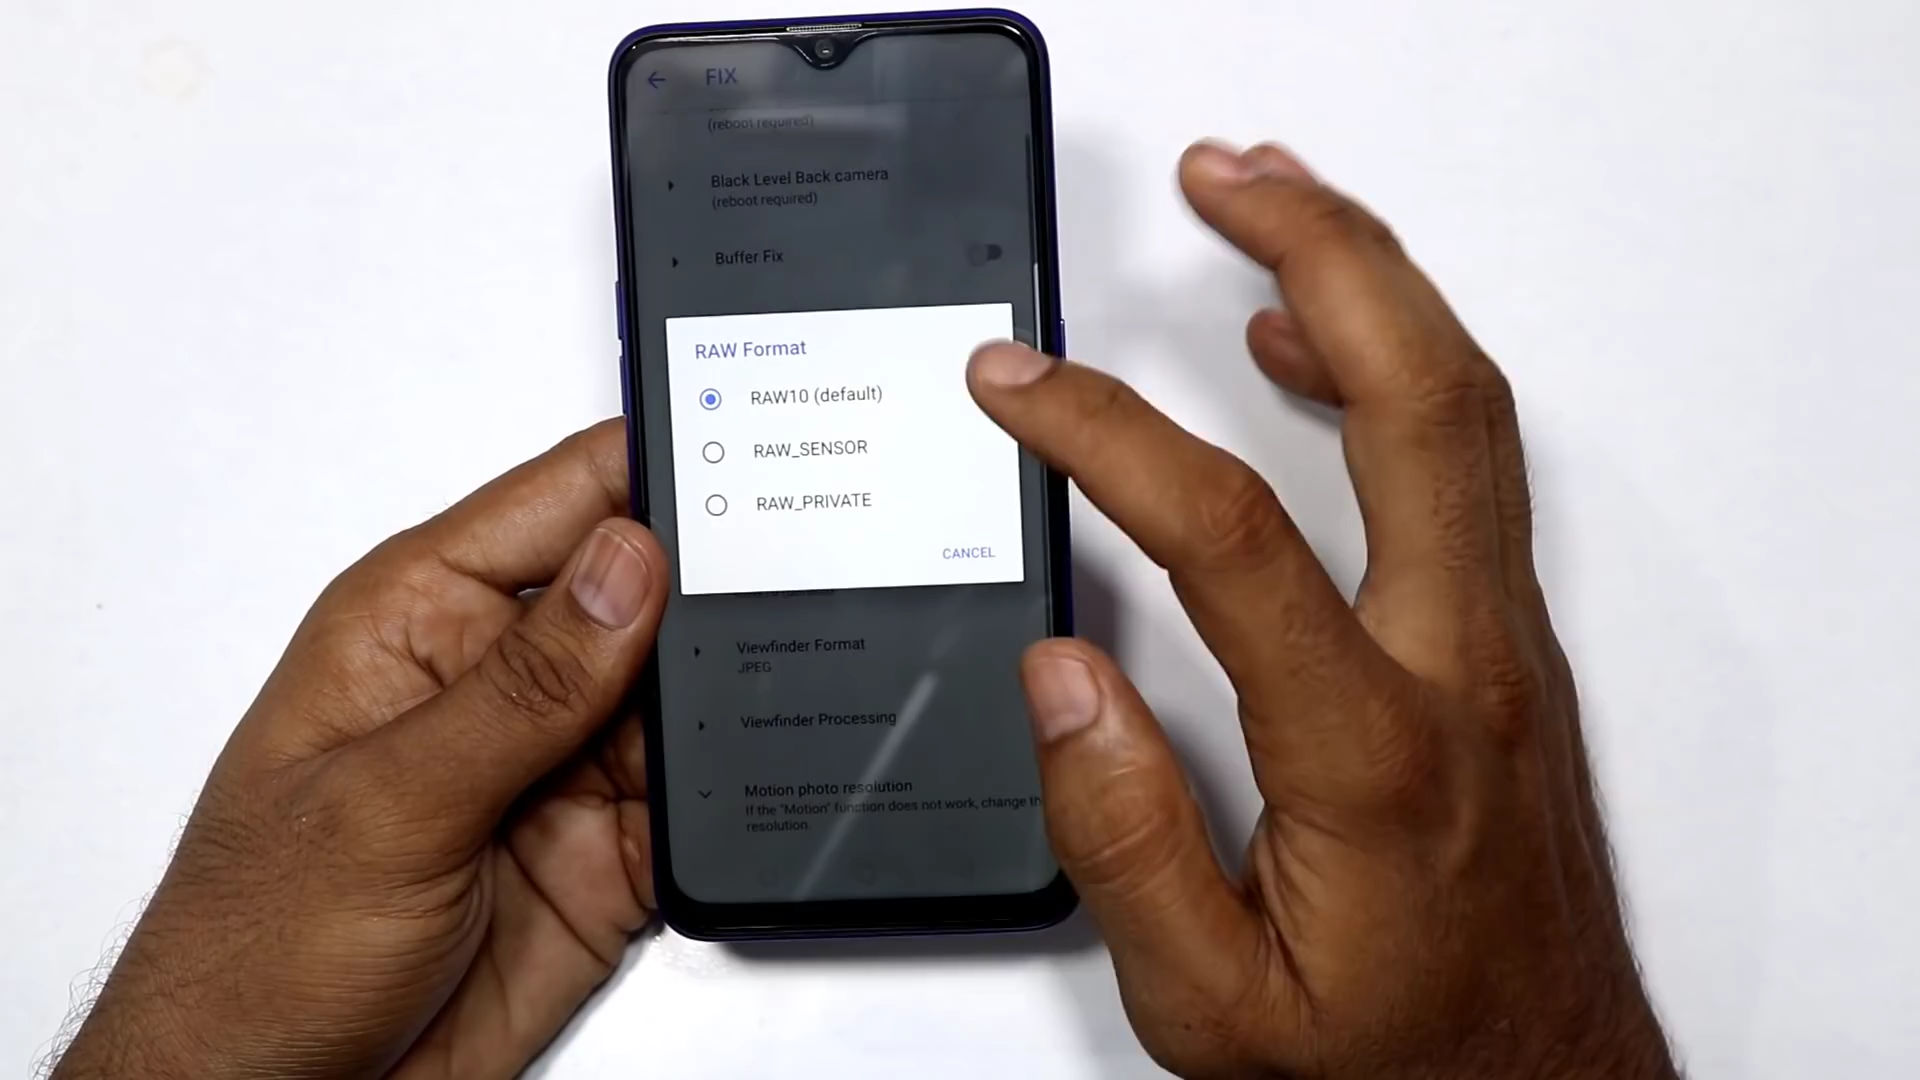 FIX
(reboot required)
Black Level Back camera
(reboot required)
Buffer Fix
RAW Format
RAW10 (default)
RAW_SENSOR
RAW_PRIVATE
CANCEL
Viewfinder Format
JPEG
Viewfinder Processing
Motion photo resolution
If the "Motion" function does not work, change th
resolution